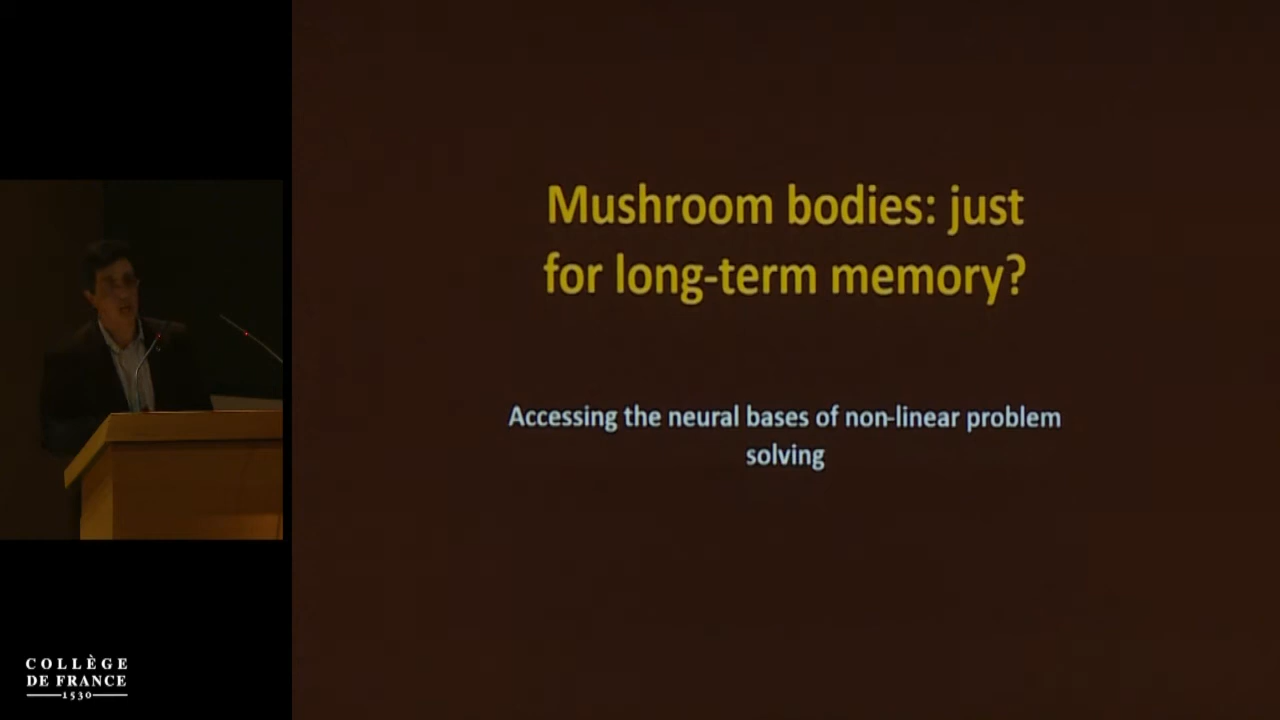 Mushroom bodies: just
for long-term memory?
Accessing the neural bases of non-linear problem
solving
COLLÈGE
DE FRANCE
1530